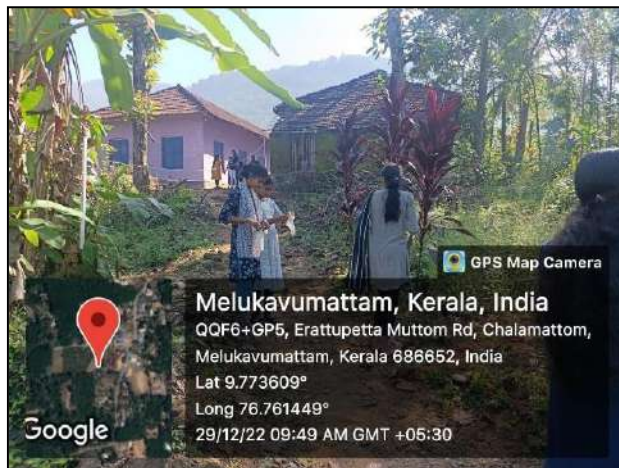 GPS Map Camera
Melukavumattam, Kerala, India
QQF6+GP5, Erattupetta Muttom Rd, Chalamattom,
Melukavumattam, Kerala 686652, India
Lat 9.773609°
Long 76.761449°
29/12/22 09:49 AM GMT +05:30
Google